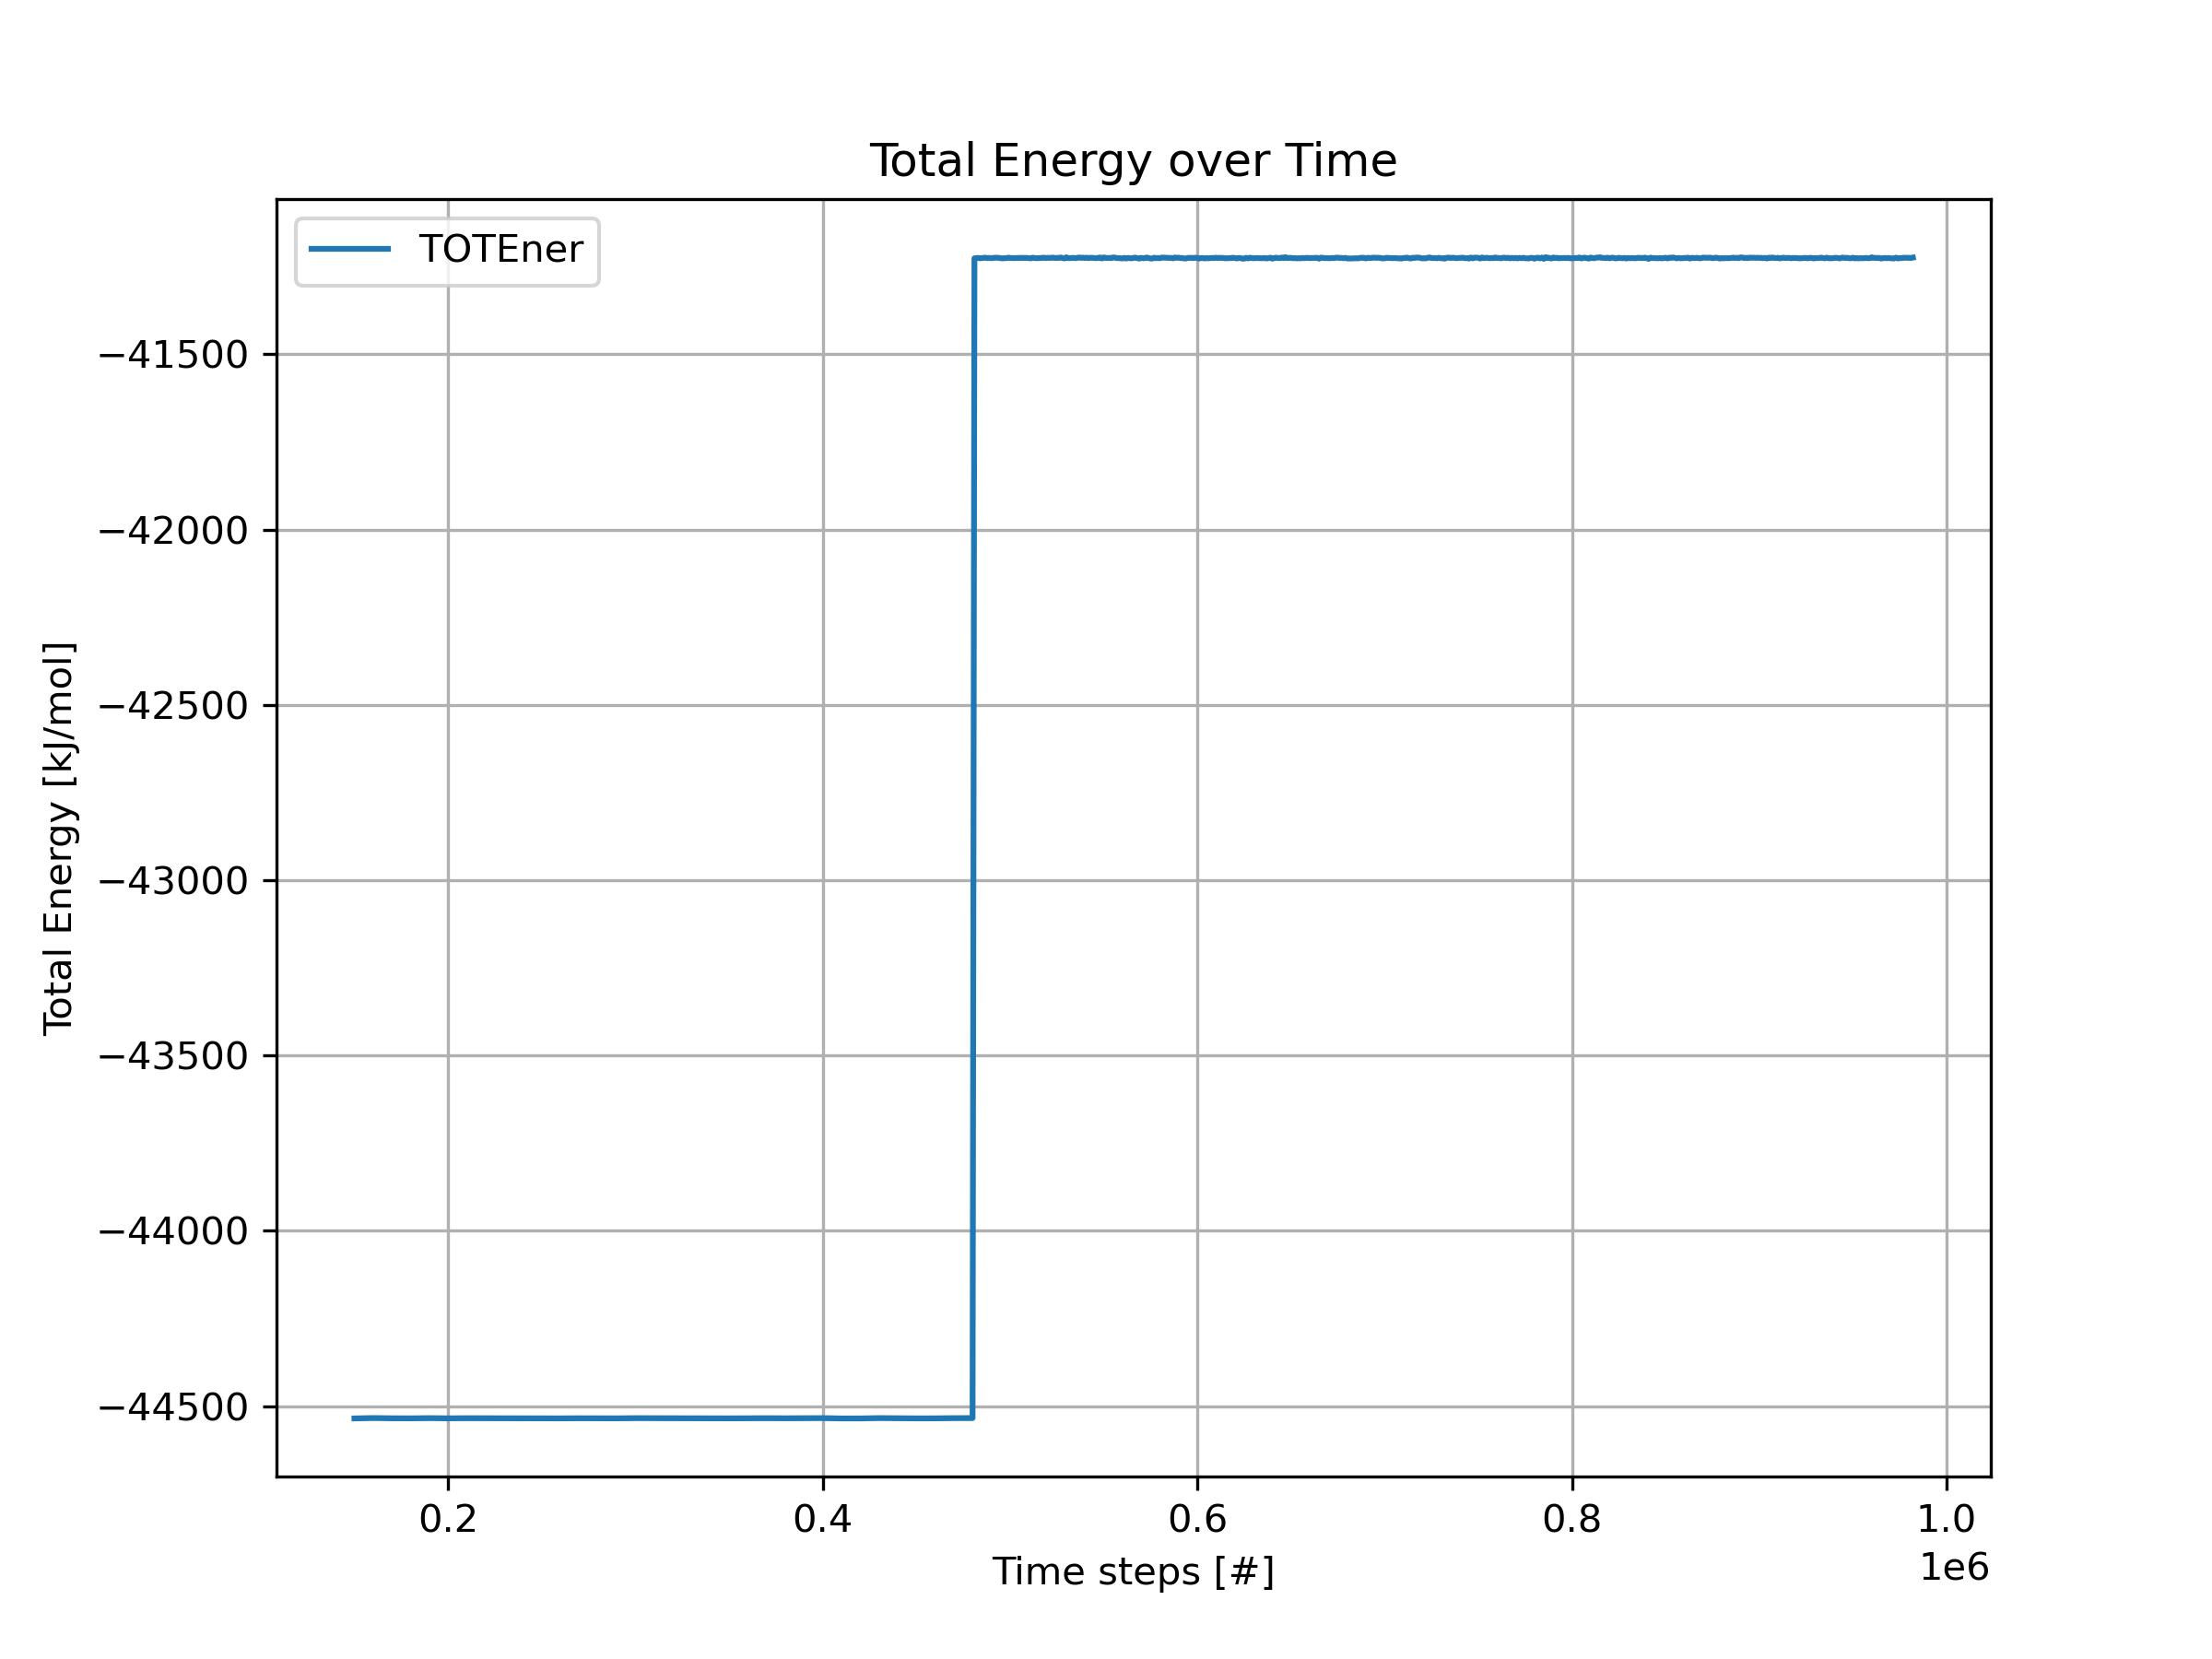 Total Energy over Time
TOTEner
Total Energy [kJ/mol]
−41500
−42000
−42500
−43000
−43500
−44000
−44500
0.2 0.4 0.6 0.8 1.0
1e6
Time steps [#]